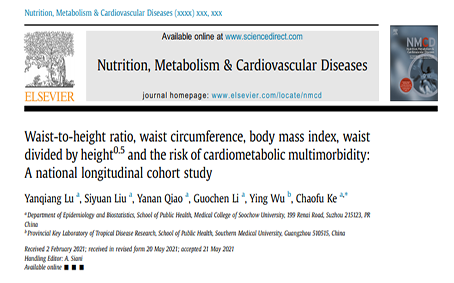 Nutrition, Metabolism & Cardiovascular Diseases (xxxx) xxx, xxx
Available online at www.sciencedirect.com
Nutrition, Metabolism & Cardiovascular Diseases
journal homepage: www.elsevier.com/locate/nmcd
ELSEVIER
NMCD
Waist-to-height ratio, waist circumference, body mass index, waist
divided by height^0.5 and the risk of cardiometabolic multimorbidity:
A national longitudinal cohort study
Yanqiang Lu a, Siyuan Liu a, Yanan Qiao a, Guochen Li a, Ying Wu b, Chaofu Ke a,*
a Department of Epidemiology and Biostatistics, School of Public Health, Medical College of Soochow University, 199 Renai Road, Suzhou 215123, PR
China
b Provincial Key Laboratory of Tropical Disease Research, School of Public Health, Southern Medical University, Guangzhou 510515, China
Received 2 February 2021; received in revised form 20 May 2021; accepted 21 May 2021
Handling Editor: A. Siani
Available online ■ ■ ■